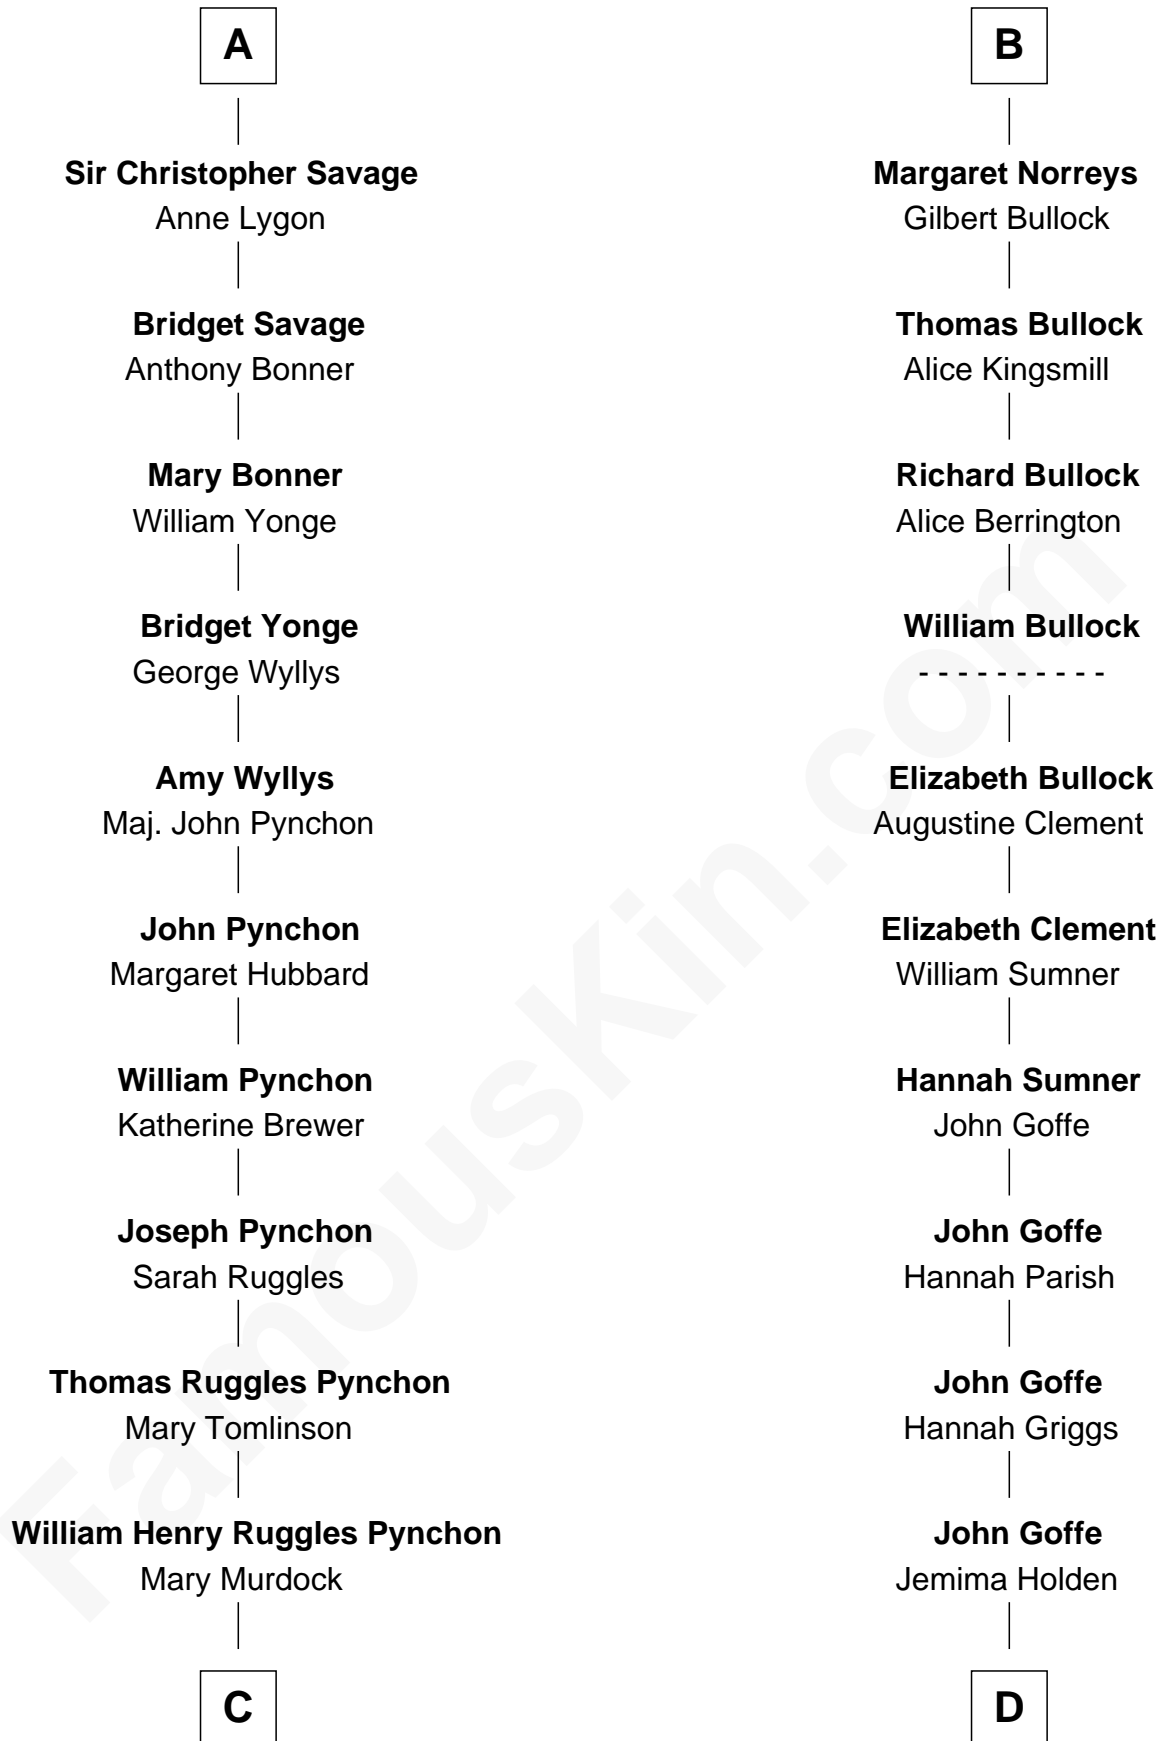 A
Sir Christopher Savage
Anne Lygon
Bridget Savage
Anthony Bonner
Mary Bonner
William Yonge
Bridget Yonge
George Wyllys
Amy Wyllys
Maj. John Pynchon
John Pynchon
Margaret Hubbard
William Pynchon
Katherine Brewer
Joseph Pynchon
Sarah Ruggles
Thomas Ruggles Pynchon
Mary Tomlinson
William Henry Ruggles Pynchon
Mary Murdock
C
B
Margaret Norreys
Gilbert Bullock
Thomas Bullock
Alice Kingsmill
Richard Bullock
Alice Berrington
William Bullock
- - - - - - - - - -
Elizabeth Bullock
Augustine Clement
Elizabeth Clement
William Sumner
Hannah Sumner
John Goffe
John Goffe
Hannah Parish
John Goffe
Hannah Griggs
John Goffe
Jemima Holden
D
FamousKin.com